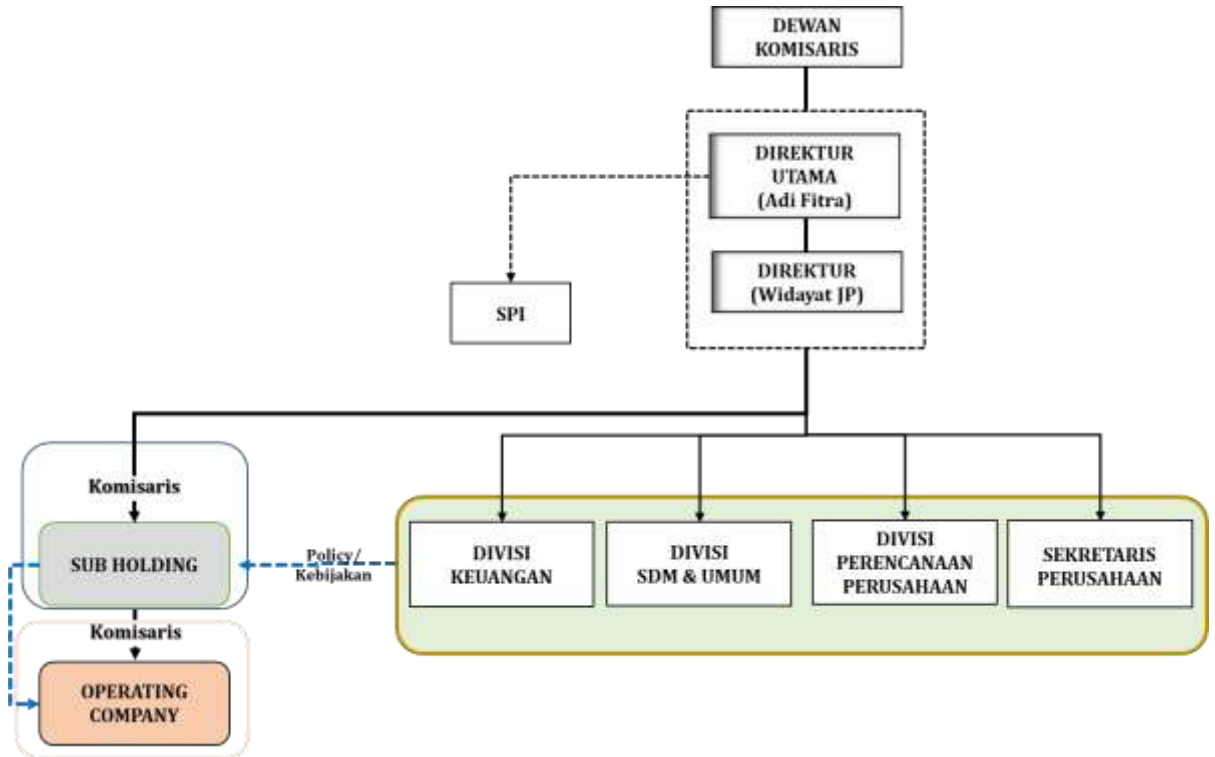 DEWAN
KOMISARIS
DIREKTUR
UTAMA
(Adi Fitra)
DIREKTUR
(Widayat JP)
SPI
Komisaris
SUB HOLDING
Policy/
Kebijakan
DIVISI
KEUANGAN
DIVISI
SDM & UMUM
DIVISI
PERENCANAAN
PERUSAHAAN
SEKRETARIS
PERUSAHAAN
Komisaris
OPERATING
COMPANY